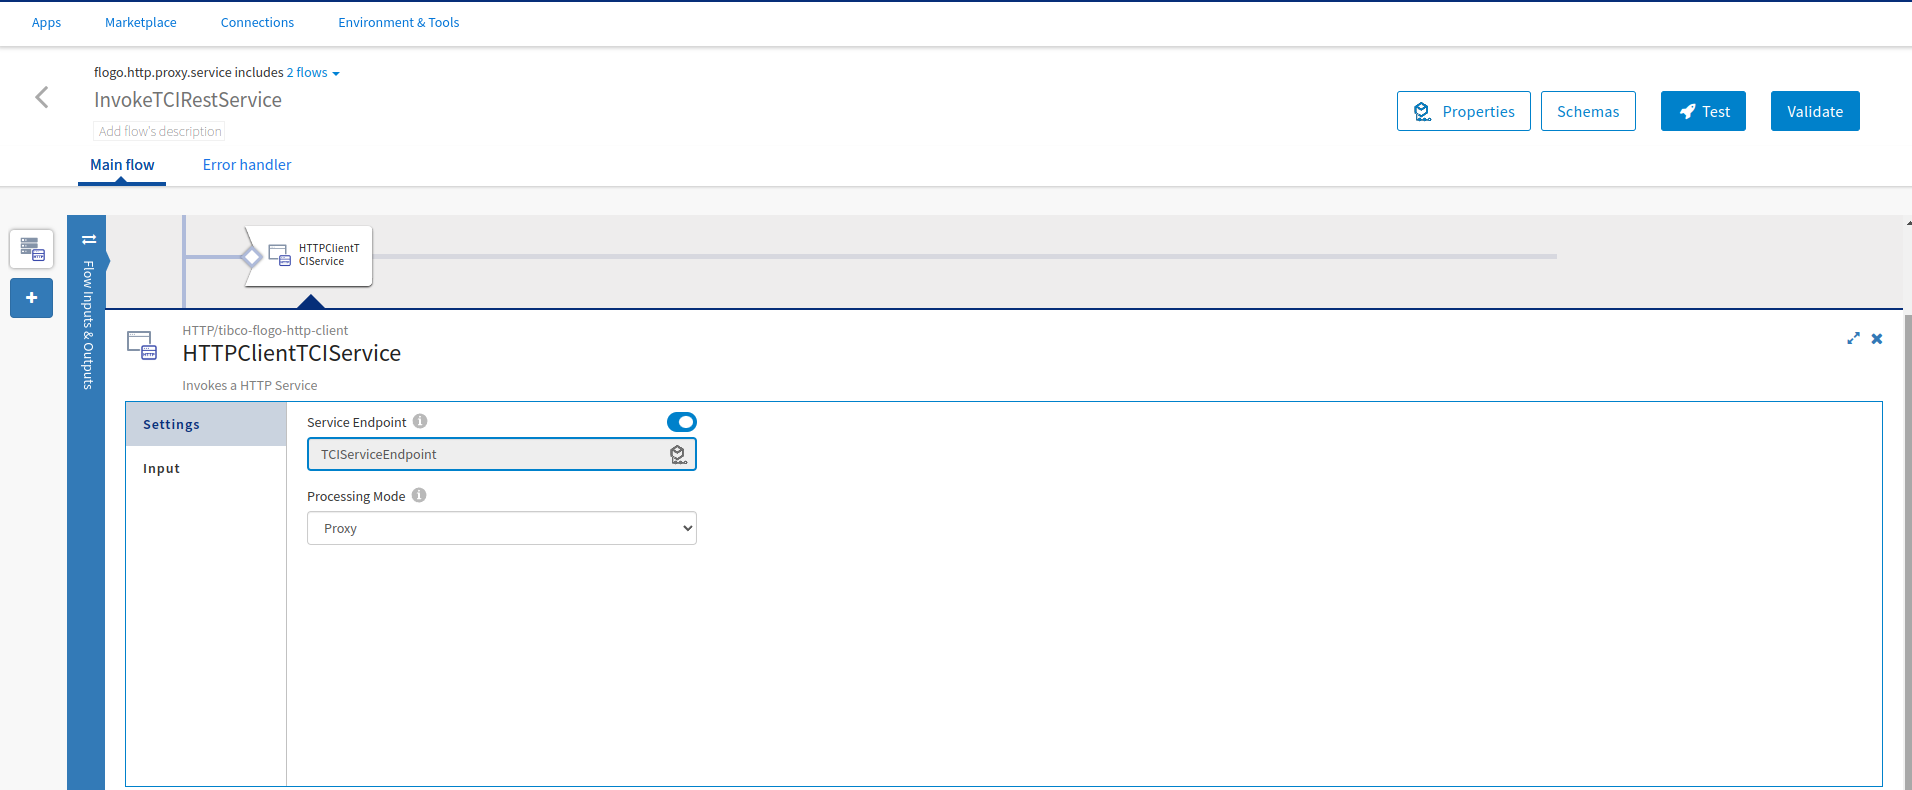 Apps Marketplace Connections Environment & Tools
flogo.http.proxy.service includes 2 flows
InvokeTCIRestService
Add flow's description
Properties Schemas Test Validate
Main flow Error handler
Flow Inputs & Outputs
HTTPClientT
CIService
HTTP/tibco-flogo-http-client
HTTPClientTCIService
Invokes a HTTP Service
Settings
Input
Service Endpoint
TCIServiceEndpoint
Processing Mode
Proxy